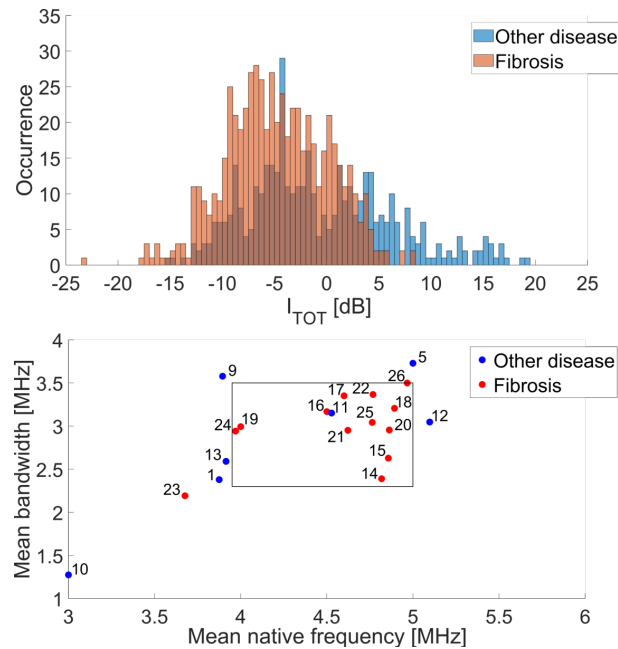 35
30
25
20
15
10
5
0
Occurrence
Other disease
Fibrosis
-25 -20 -15 -10 -5 0 5 10 15 20 25
I_TOT [dB]
4
3.5
3
2.5
2
1.5
1
Mean bandwidth [MHz]
Other disease
Fibrosis
5
9
26
17 22
16 11 18
12
24 19
25
21 20
13
15
1
14
23
10
3 3.5 4 4.5 5 5.5 6
Mean native frequency [MHz]